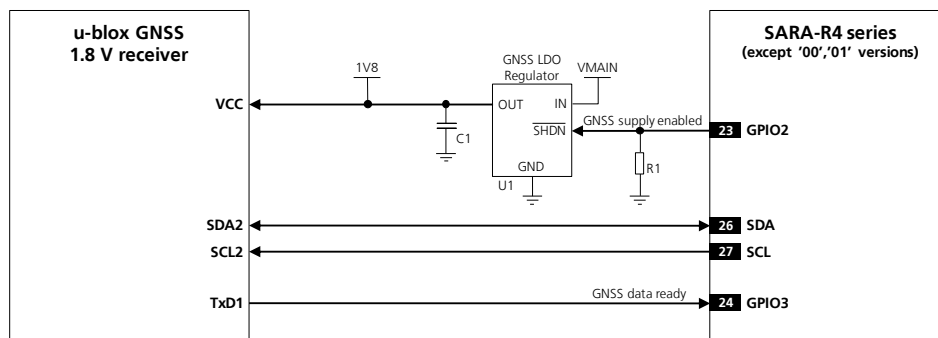 u-blox GNSS
1.8 V receiver
SARA-R4 series
(except '00','01' versions)
GNSS LDO
Regulator
1V8
VMAIN
VCC
OUT
IN
SHDN
GNSS supply enabled
23 GPIO2
C1
GND
R1
U1
SDA2
26 SDA
SCL2
27 SCL
TxD1
GNSS data ready
24 GPIO3